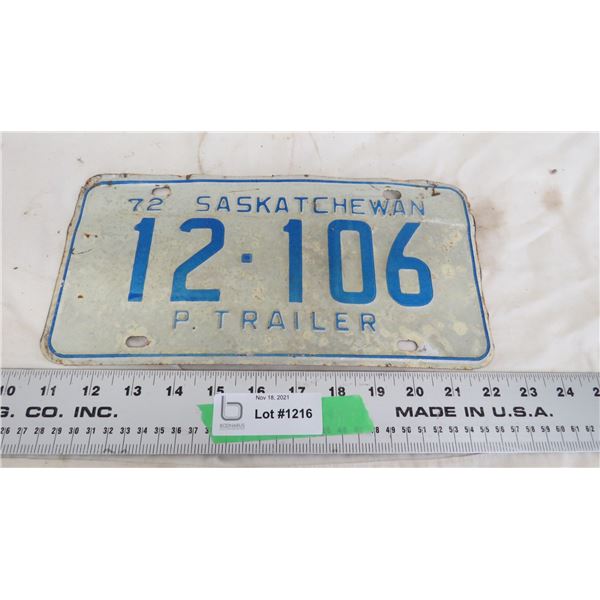 72 SASKATCHEWAN
12·106
P. TRAILER
10 11 12 13 14 15 16 17 18 19 20 21 22 23 24
G. CO. INC.
MADE IN U.S.A.
Nov 18, 2021
Lot #1216